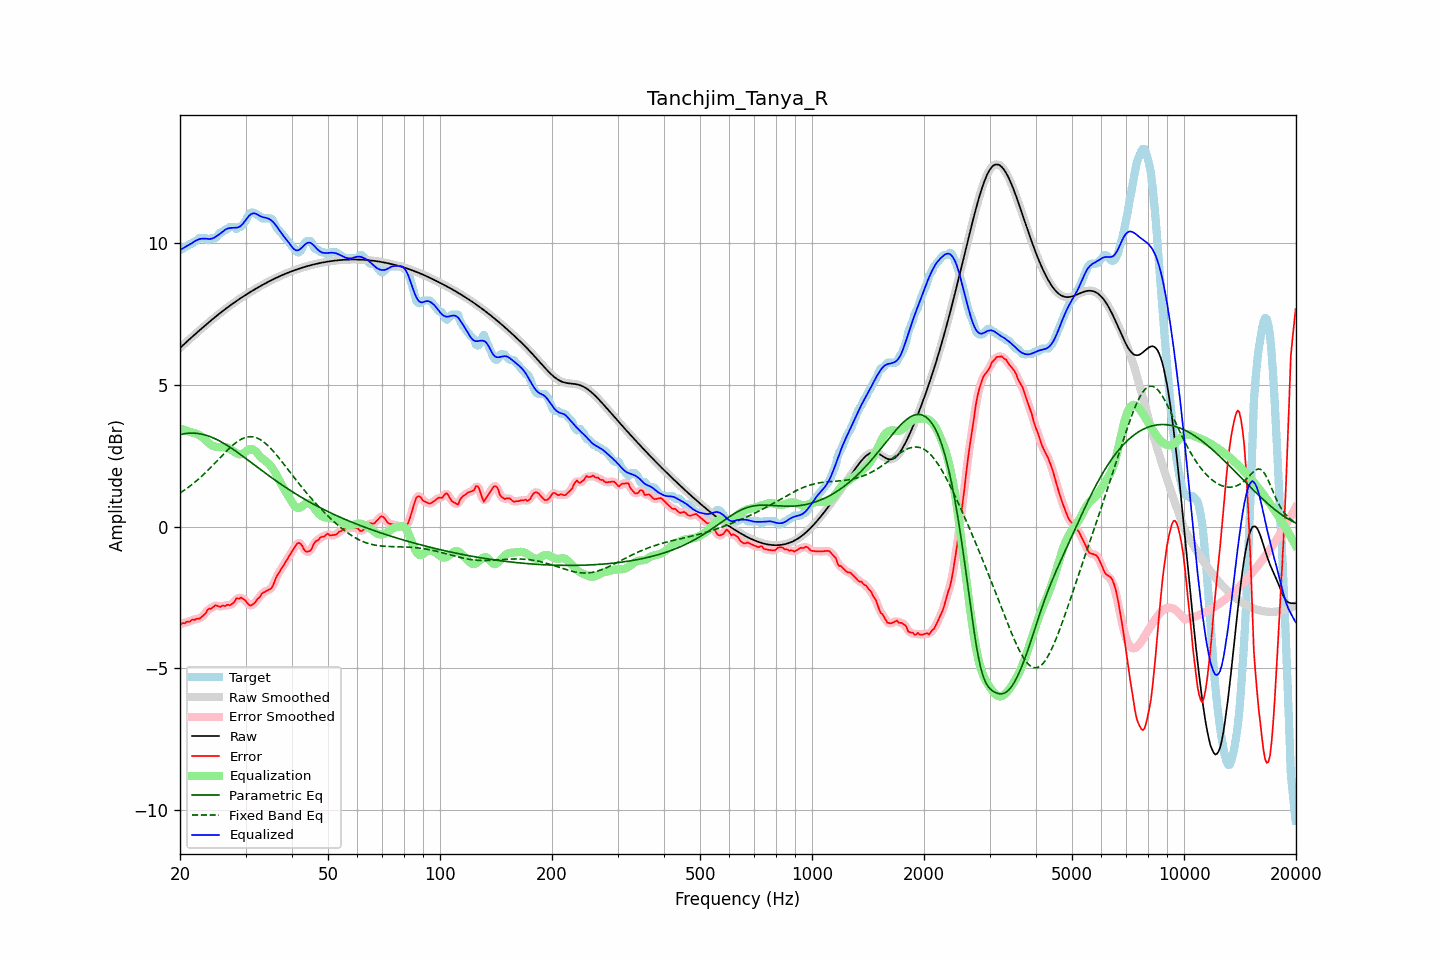 Tanchjim_Tanya_R
Amplitude (dBr)
10
5
0
−5
−10
Target
Raw Smoothed
Error Smoothed
Raw
Error
Equalization
Parametric Eq
Fixed Band Eq
Equalized
20 50 100 200 500 1000 2000 5000 10000 20000
Frequency (Hz)